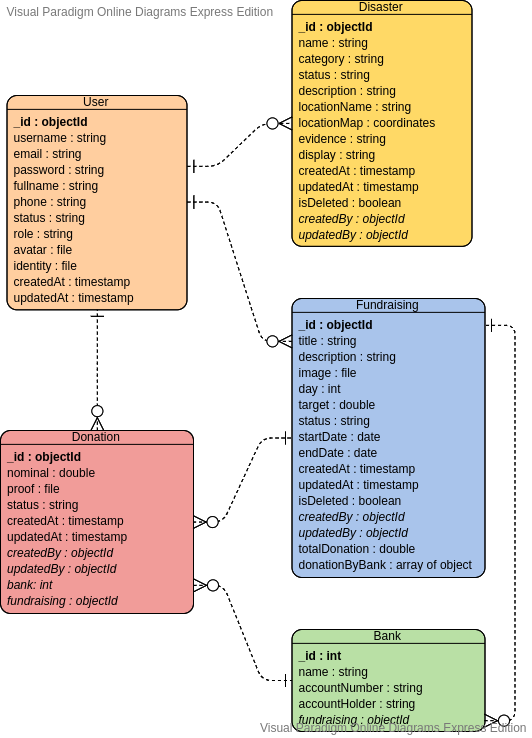 Visual Paradigm Online Diagrams Express Edition
Disaster
_id : objectId
name : string
category : string
status : string
description : string
locationName : string
locationMap : coordinates
evidence : string
display : string
createdAt : timestamp
updatedAt : timestamp
isDeleted : boolean
createdBy : objectId
updatedBy : objectId
User
_id : objectId
username : string
email : string
password : string
fullname : string
phone : string
status : string
role : string
avatar : file
identity : file
createdAt : timestamp
updatedAt : timestamp
Fundraising
_id : objectId
title : string
description : string
image : file
day : int
target : double
status : string
startDate : date
endDate : date
createdAt : timestamp
updatedAt : timestamp
isDeleted : boolean
createdBy : objectId
updatedBy : objectId
totalDonation : double
donationByBank : array of object
Donation
_id : objectId
nominal : double
proof : file
status : string
createdAt : timestamp
updatedAt : timestamp
createdBy : objectId
updatedBy : objectId
bank: int
fundraising : objectId
Bank
_id : int
name : string
accountNumber : string
accountHolder : string
fundraising : objectId
Visual Paradigm Online Diagrams Express Edition